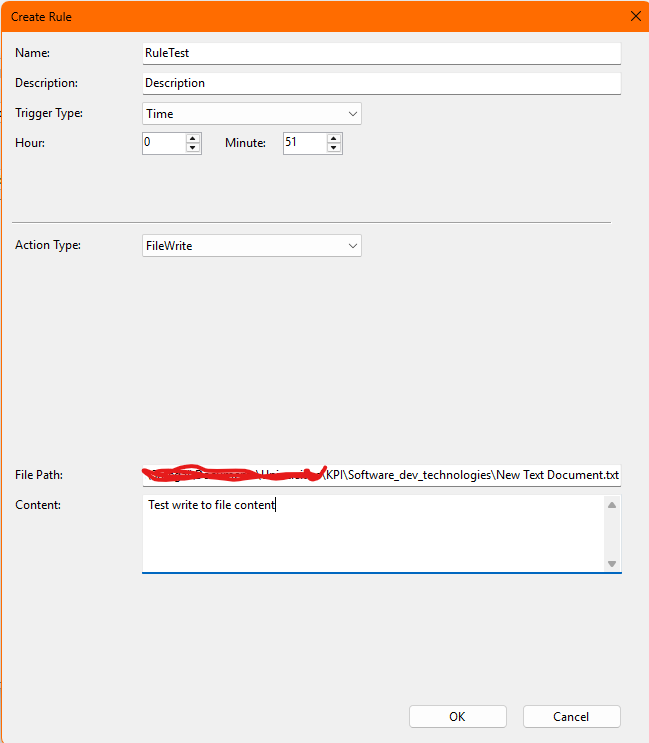 Create Rule
Name: RuleTest
Description: Description
Trigger Type: Time
Hour: 0 Minute: 51
Action Type: FileWrite
File Path: \KPI\Software_dev_technologies\New Text Document.txt
Content: Test write to file content
OK Cancel